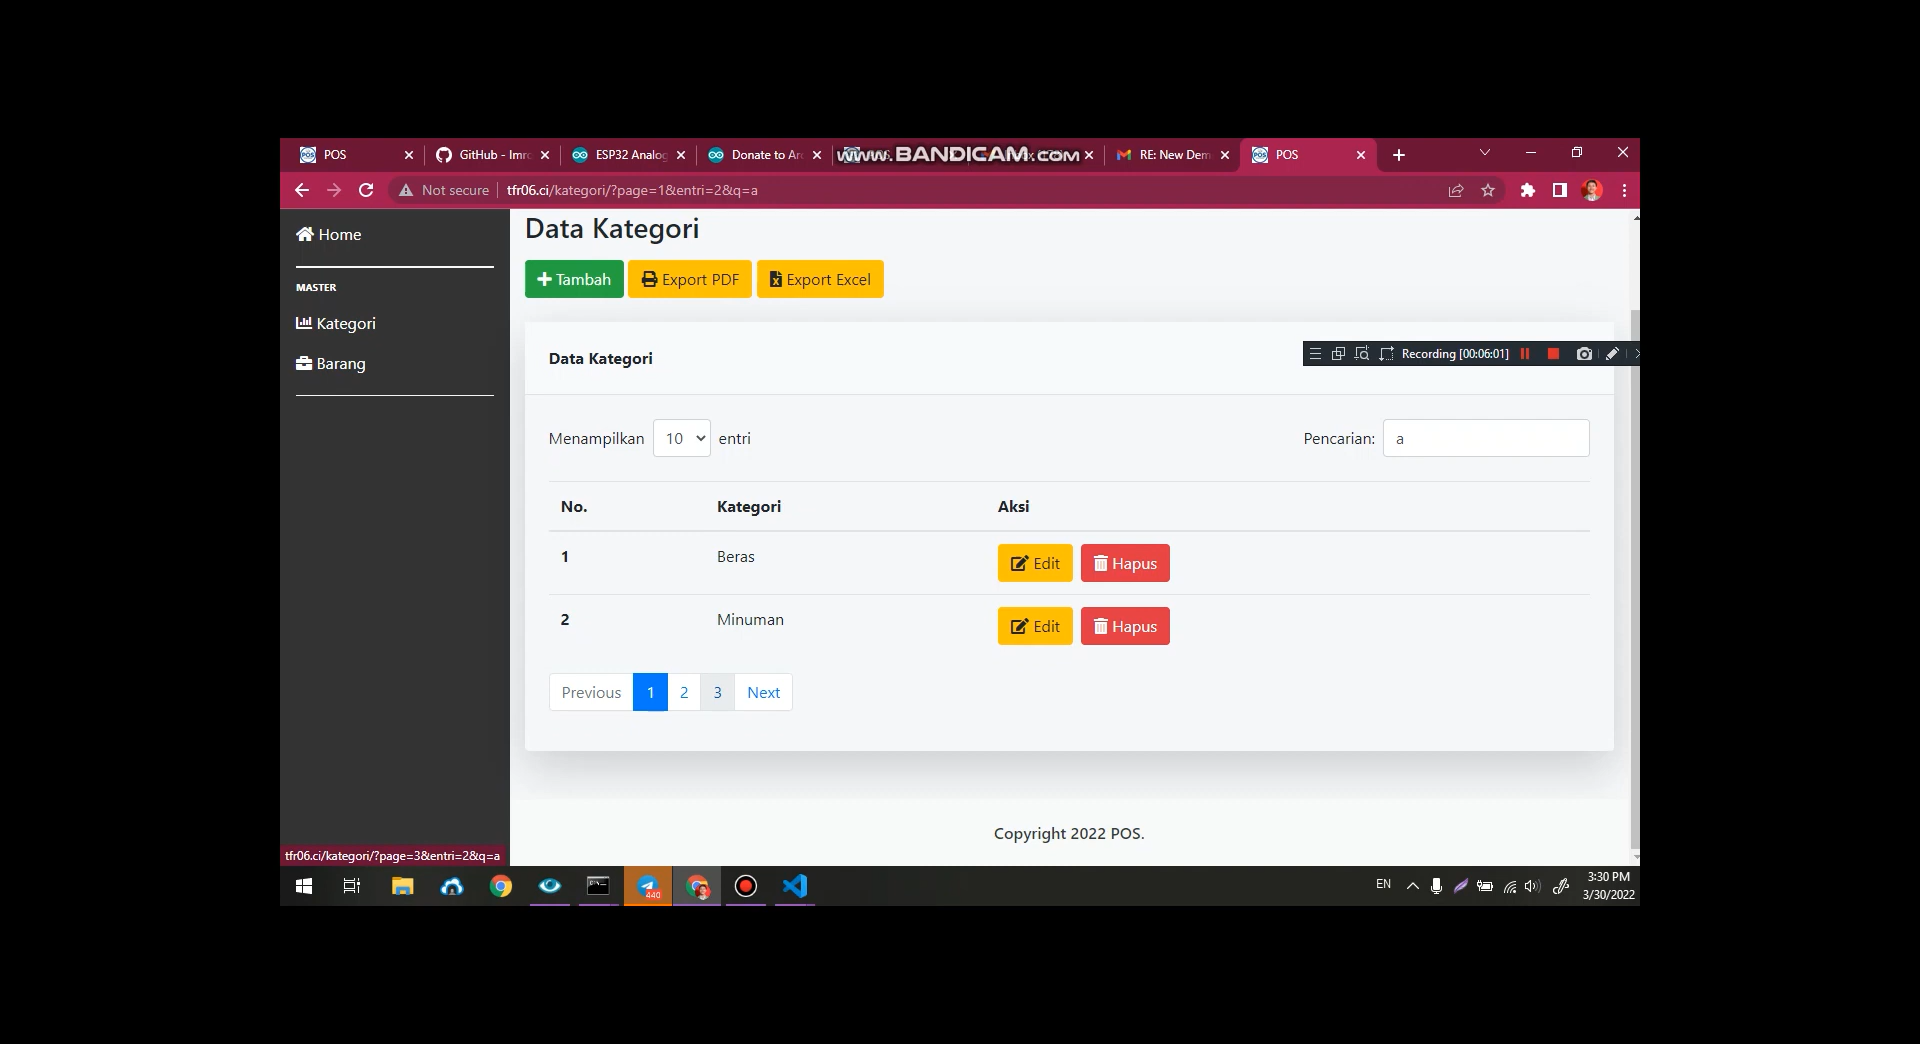 POS
GitHub - Imro
ESP32 Analog
Donate to Ar
www.BANDICAM.com
RE: New Dem
POS
Not secure
tfr06.ci/kategori/?page=1&entri=2&q=a
Home
MASTER
Kategori
Barang
Data Kategori
Tambah
Export PDF
Export Excel
Data Kategori
Recording [00:06:01]
Menampilkan 10 entri
Pencarian: a
No. Kategori Aksi
1 Beras Edit Hapus
2 Minuman Edit Hapus
Previous 1 2 3 Next
Copyright 2022 POS.
tfr06.ci/kategori/?page=3&entri=2&q=a
440
EN
3:30 PM
3/30/2022